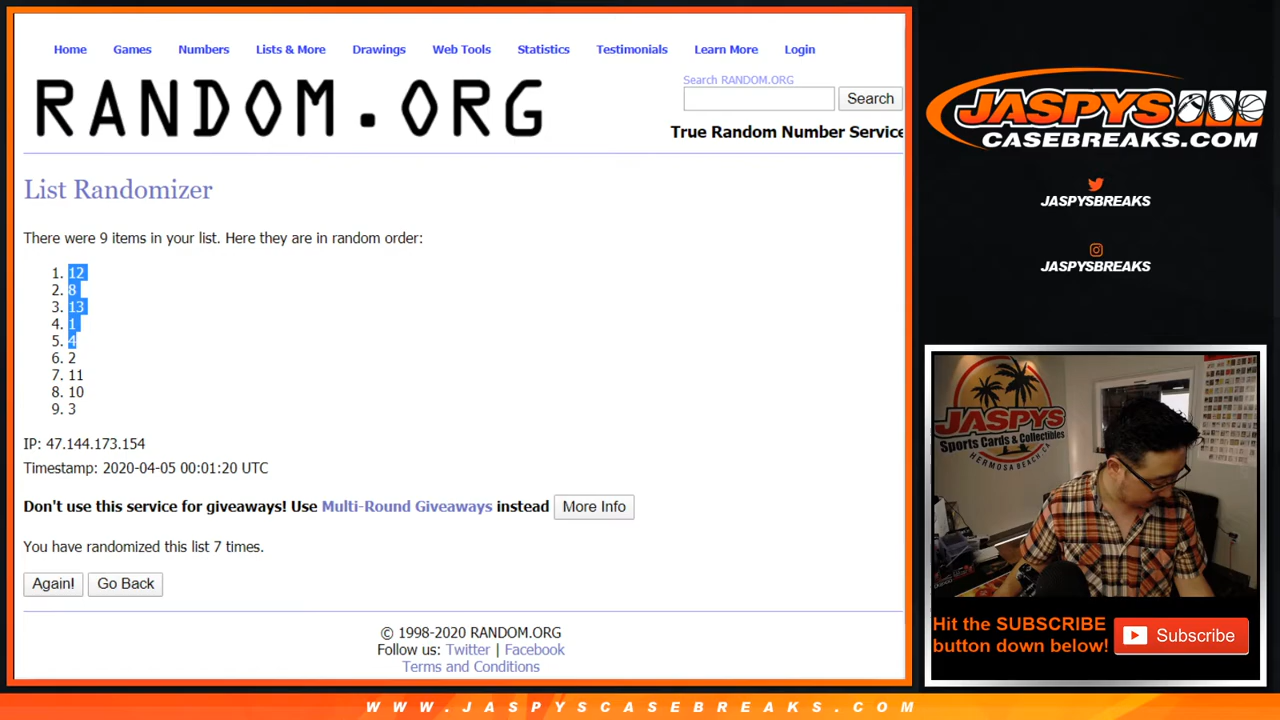 Home Games Numbers Lists & More Drawings Web Tools Statistics Testimonials Learn More Login
RANDOM.ORG
Search RANDOM.ORG
Search
True Random Number Service
List Randomizer
There were 9 items in your list. Here they are in random order:
1. 12
2. 8
3. 13
4. 1
5. 4
6. 2
7. 11
8. 10
9. 3
IP: 47.144.173.154
Timestamp: 2020-04-05 00:01:20 UTC
Don't use this service for giveaways! Use Multi-Round Giveaways instead More Info
You have randomized this list 7 times.
Again! Go Back
© 1998-2020 RANDOM.ORG
Follow us: Twitter | Facebook
Terms and Conditions
JASPYS
CASEBREAKS.COM
JASPYSBREAKS
JASPYSBREAKS
JASPYS
Sports Cards & Collectibles
HERMOSA BEACH, CA
Hit the SUBSCRIBE
button down below!
Subscribe
WWW.JASPYSCASEBREAKS.COM